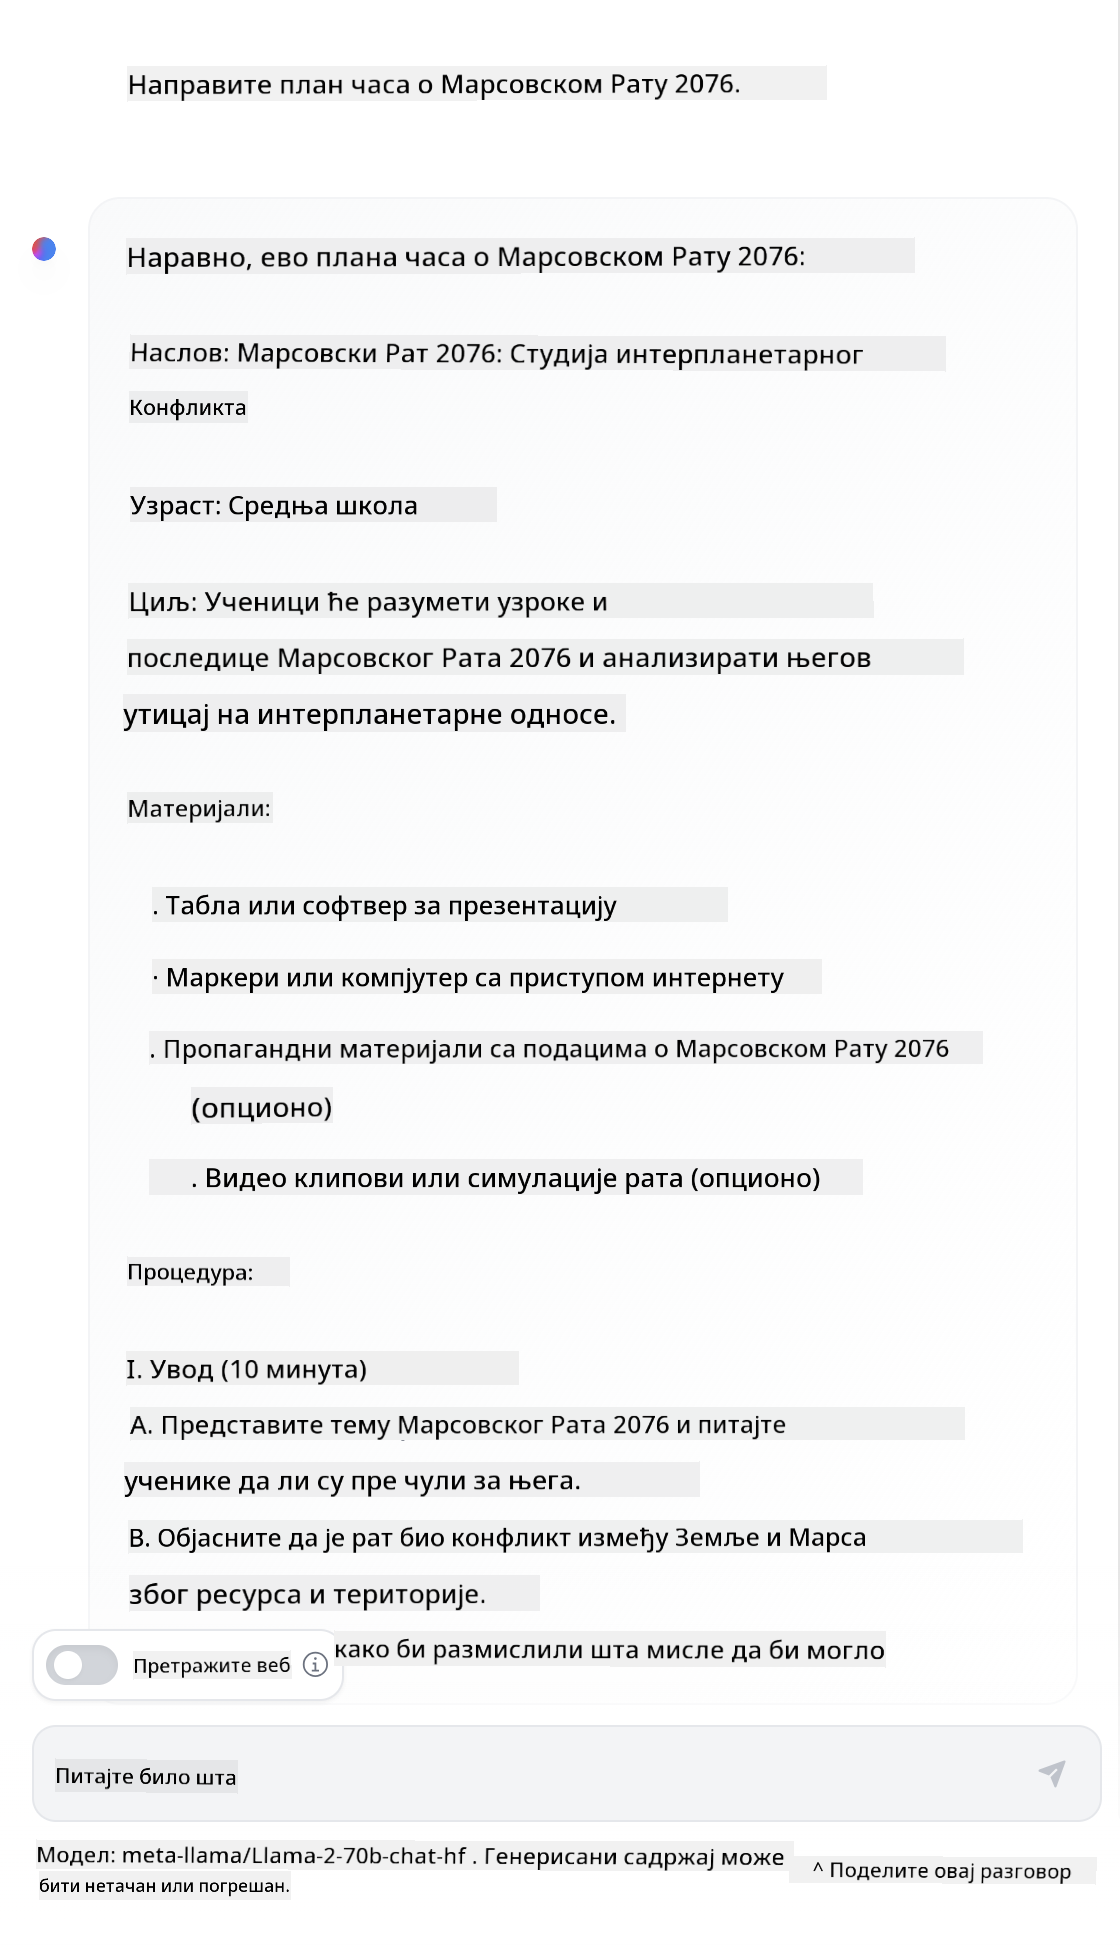 Направите план часа о Марсовском Рату 2076.
Наравно, ево плана часа о Марсовском Рату 2076:
Наслов: Марсовски Рат 2076: Студија интерпланетарног
Конфликта
Узраст: Средња школа
Циљ: Ученици ће разумети узроке и
последице Марсовског Рата 2076 и анализирати његов
утицај на интерпланетарне односе.
Материјали:
. Табла или софтвер за презентацију
· Маркери или компјутер са приступом интернету
. Пропагандни материјали са подацима о Марсовском Рату 2076
(опционо)
. Видео клипови или симулације рата (опционо)
Процедура:
I. Увод (10 минута)
А. Представите тему Марсовског Рата 2076 и питајте
ученике да ли су пре чули за њега.
В. Објасните да је рат био конфликт између Земље и Марса
због ресурса и територије.
како би размислили шта мисле да би могло
Претражите веб
Питајте било шта
Модел: meta-llama/Llama-2-70b-chat-hf . Генерисани садржај може
бити нетачан или погрешан.
^ Поделите овај разговор